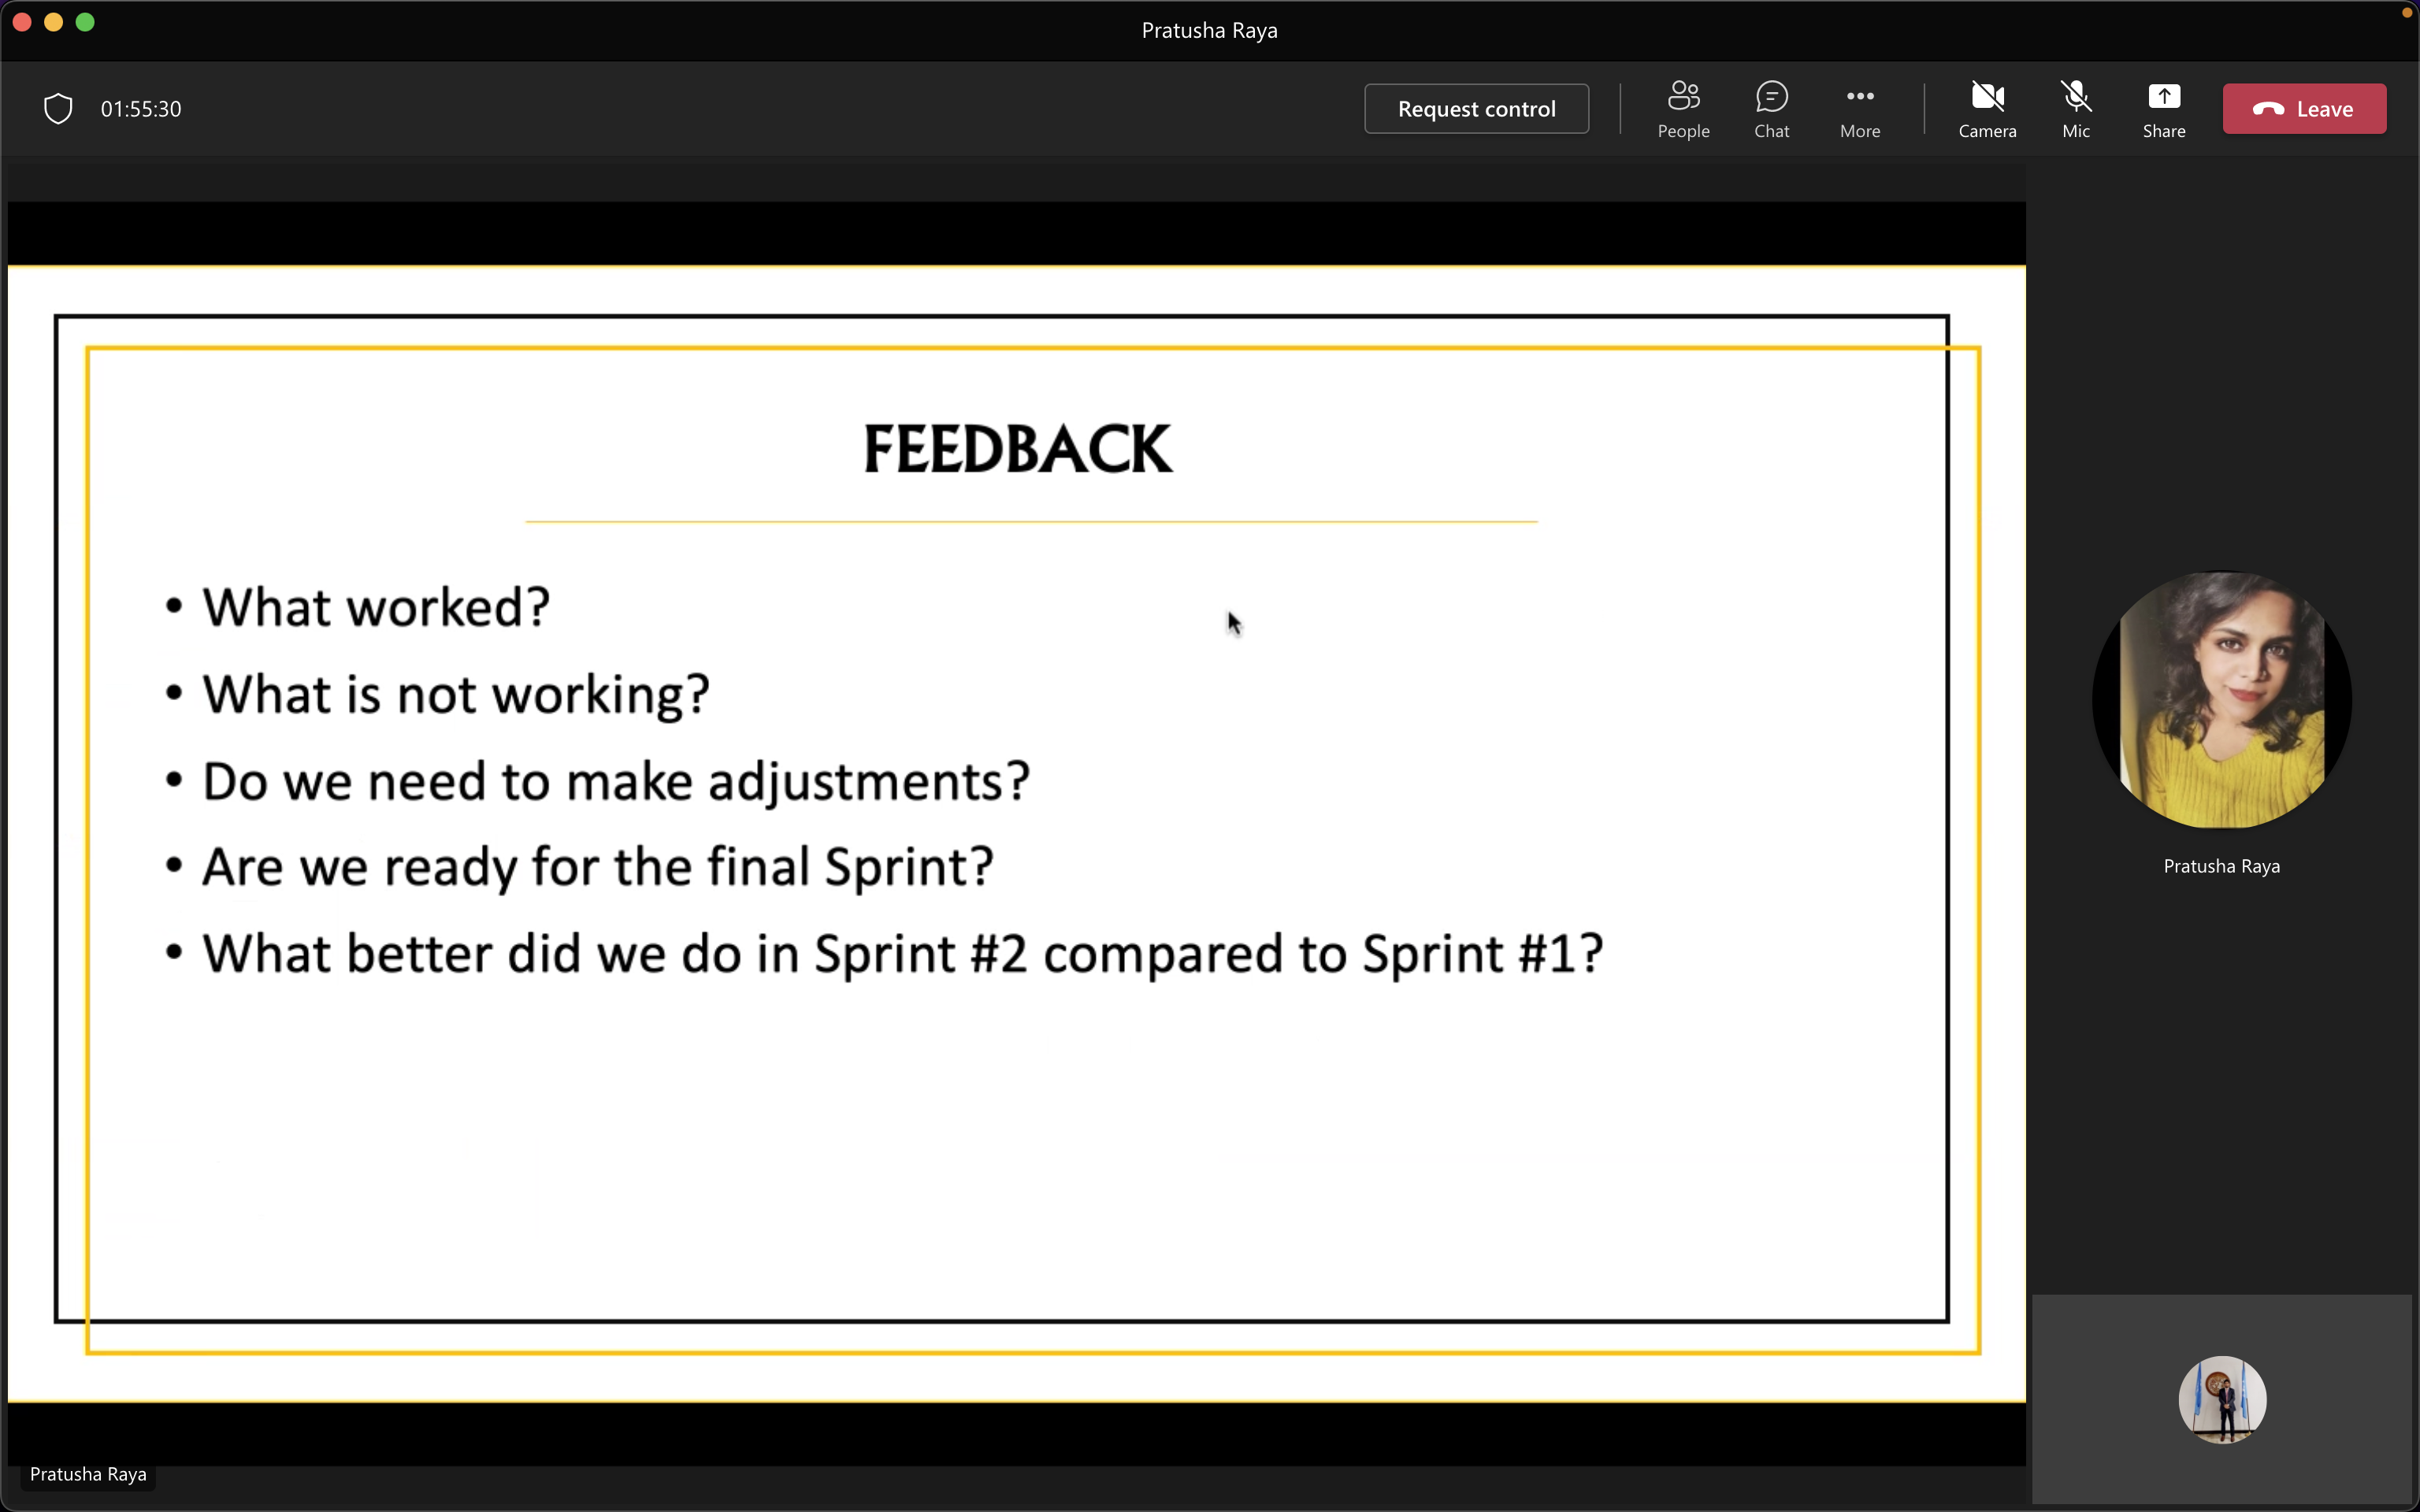 Pratusha Raya
01:55:30
Request control
People
Chat
More
Camera
Mic
Share
Leave
FEEDBACK
• What worked?
• What is not working?
• Do we need to make adjustments?
• Are we ready for the final Sprint?
• What better did we do in Sprint #2 compared to Sprint #1?
Pratusha Raya
Pratusha Raya